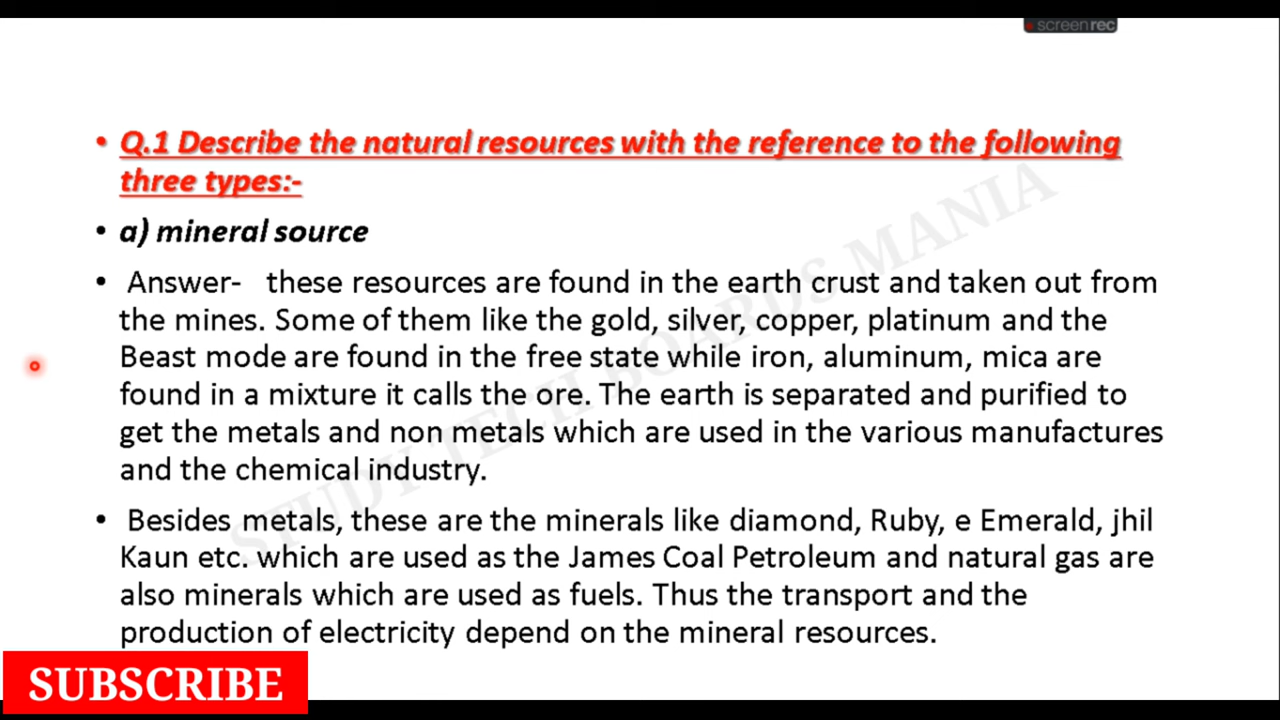 screenrec
• Q.1 Describe the natural resources with the reference to the following
three types:-
• a) mineral source
• Answer- these resources are found in the earth crust and taken out from
the mines. Some of them like the gold, silver, copper, platinum and the
Beast mode are found in the free state while iron, aluminum, mica are
found in a mixture it calls the ore. The earth is separated and purified to
get the metals and non metals which are used in the various manufactures
and the chemical industry.
• Besides metals, these are the minerals like diamond, Ruby, e Emerald, jhil
Kaun etc. which are used as the James Coal Petroleum and natural gas are
also minerals which are used as fuels. Thus the transport and the
production of electricity depend on the mineral resources.
STUDY TECH BOARDS MANIA
SUBSCRIBE